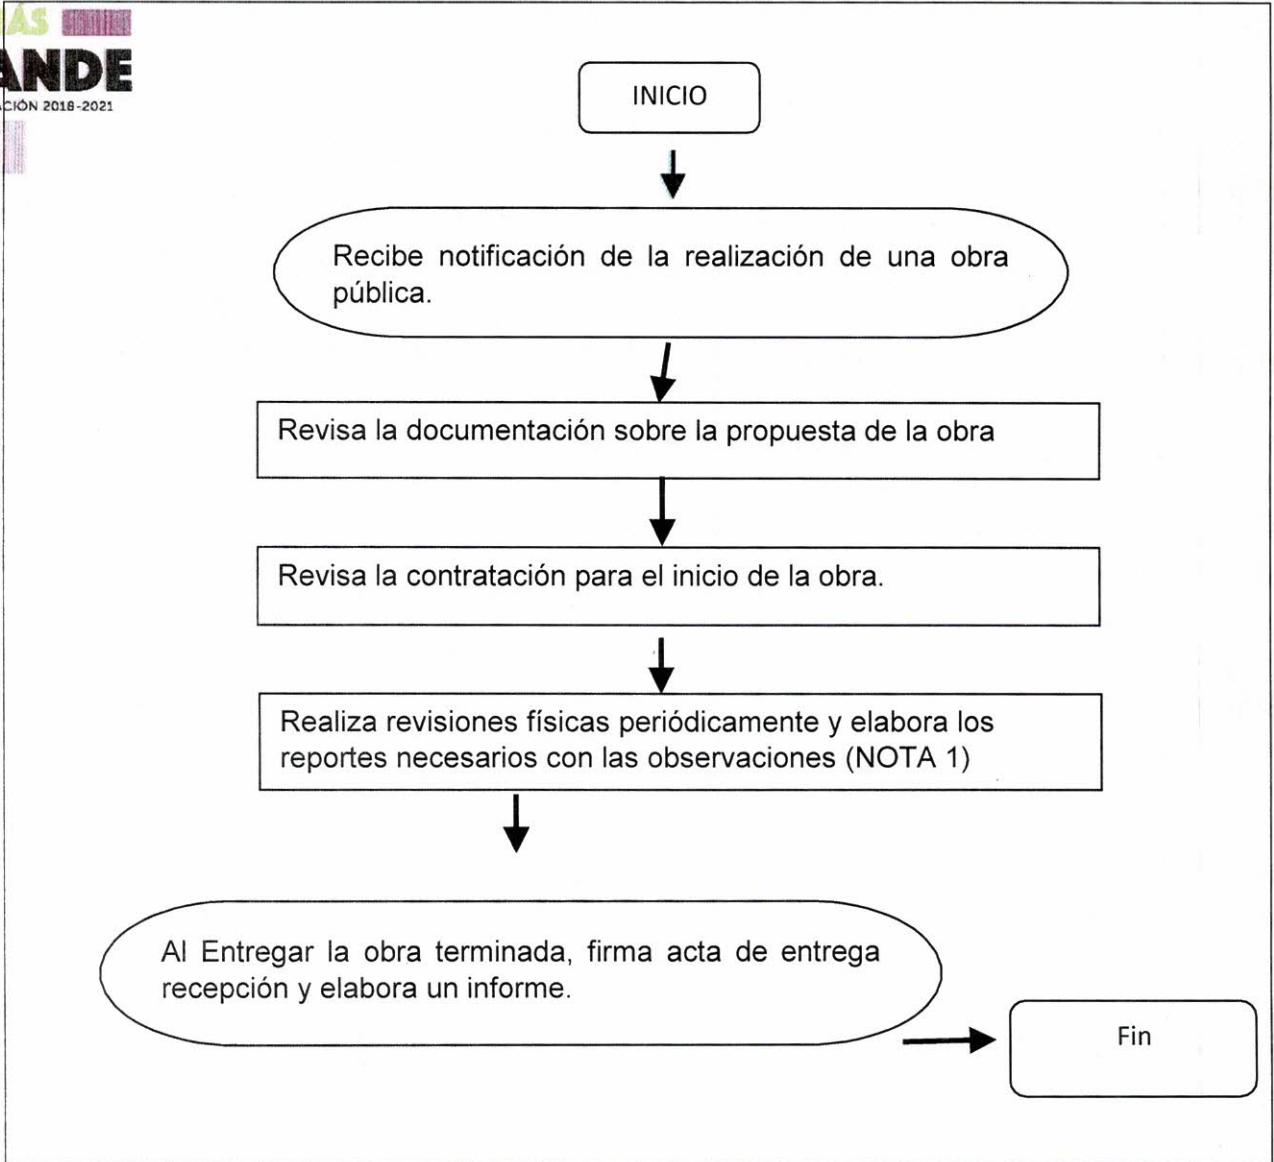 ÁS
ANDE
CIÓN 2018-2021
INICIO
Recibe notificación de la realización de una obra
pública.
Revisa la documentación sobre la propuesta de la obra
Revisa la contratación para el inicio de la obra.
Realiza revisiones físicas periódicamente y elabora los
reportes necesarios con las observaciones (NOTA 1)
Al Entregar la obra terminada, firma acta de entrega
recepción y elabora un informe.
Fin